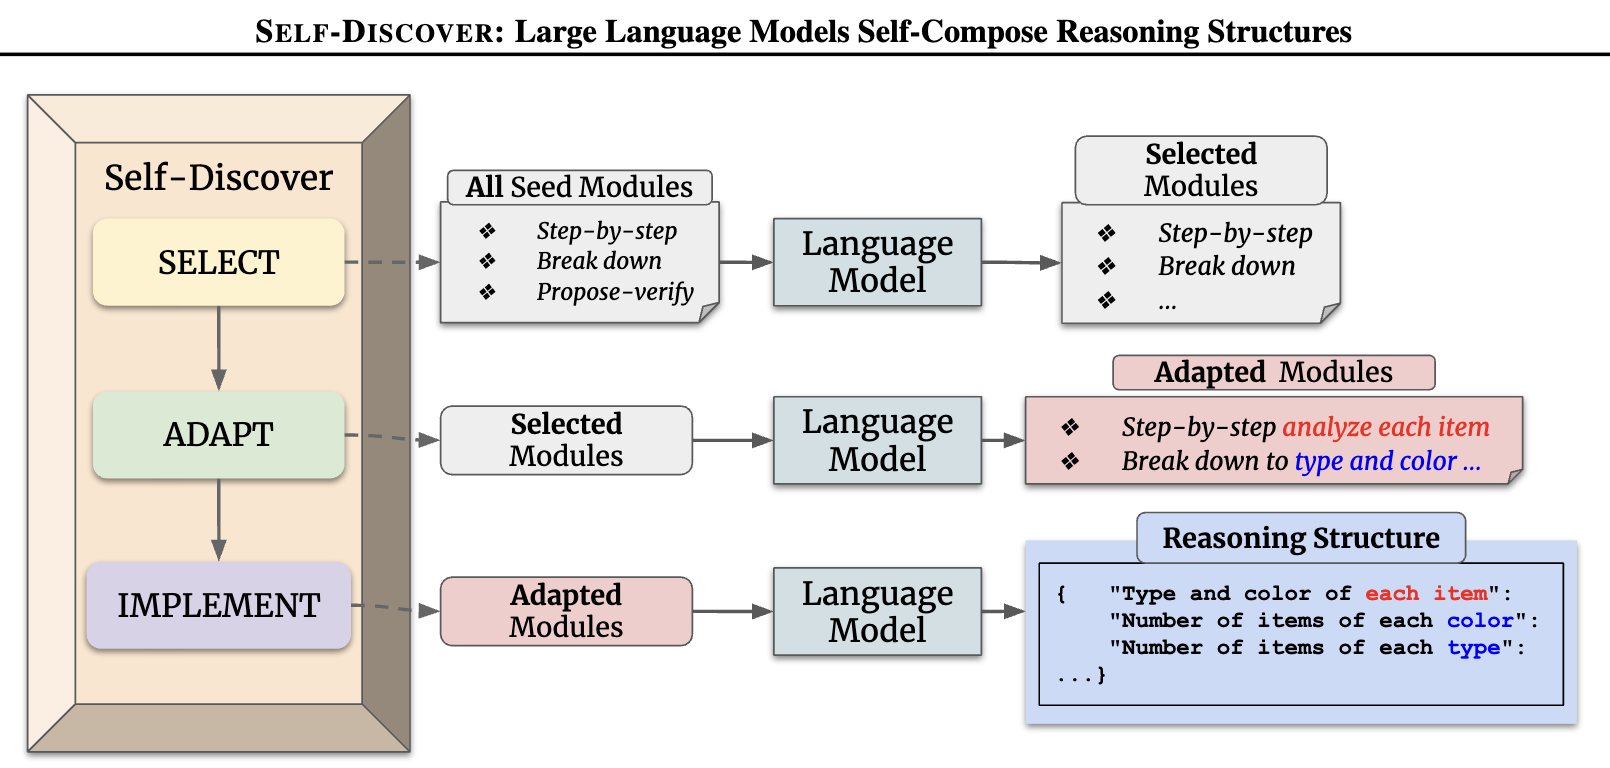 SELF-DISCOVER: Large Language Models Self-Compose Reasoning Structures
Self-Discover
SELECT
All Seed Modules
❖ Step-by-step
❖ Break down
❖ Propose-verify
Language
Model
Selected
Modules
❖ Step-by-step
❖ Break down
❖ ...
ADAPT
Selected
Modules
Language
Model
Adapted Modules
❖ Step-by-step analyze each item
❖ Break down to type and color ...
IMPLEMENT
Adapted
Modules
Language
Model
Reasoning Structure
{ "Type and color of each item":
"Number of items of each color":
"Number of items of each type":
...}